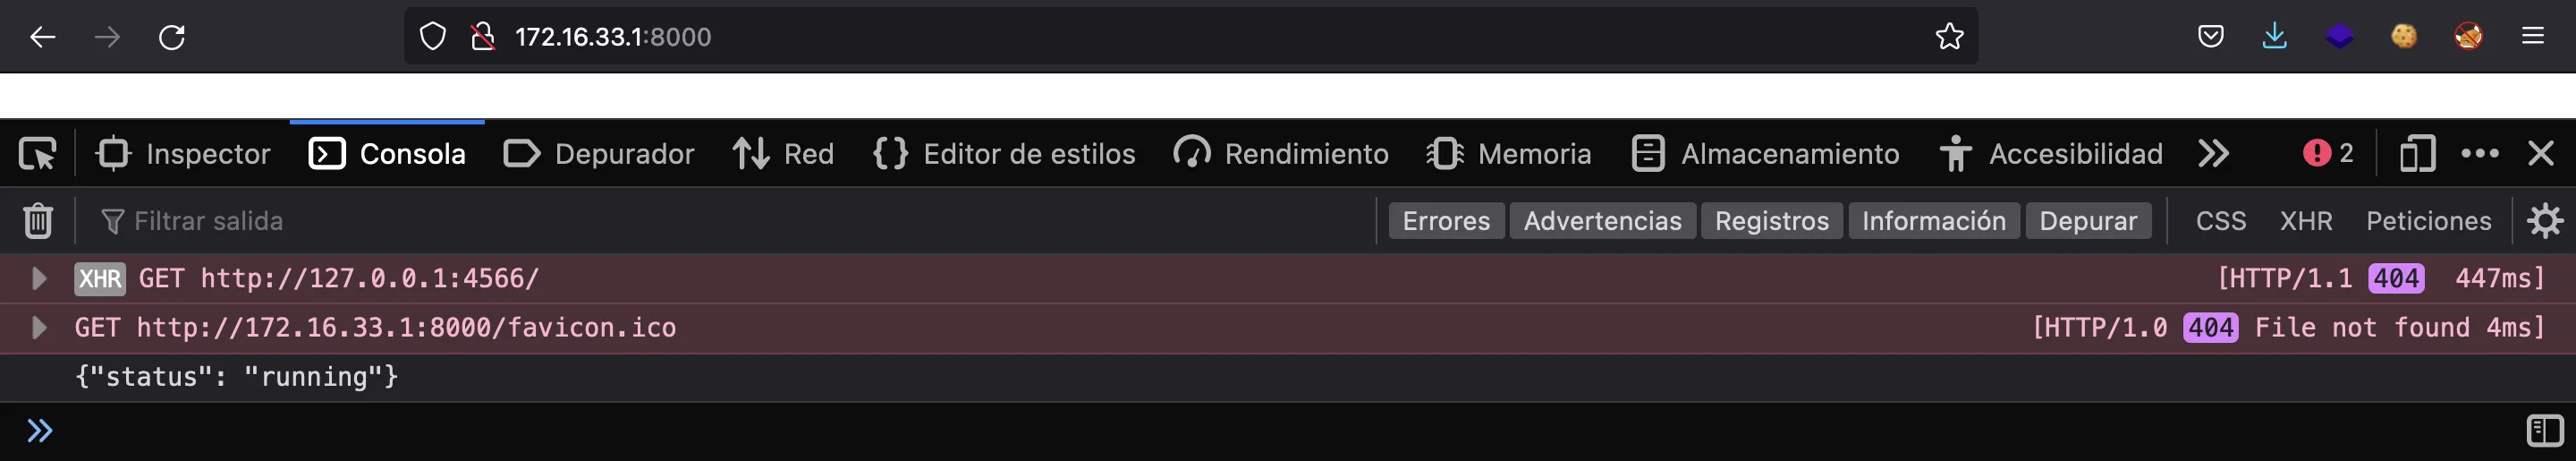 172.16.33.1:8000
Inspector Consola Depurador Red Editor de estilos Rendimiento Memoria Almacenamiento Accesibilidad 2
Filtrar salida Errores Advertencias Registros Información Depurar CSS XHR Peticiones
XHR GET http://127.0.0.1:4566/ [HTTP/1.1 404 447ms]
GET http://172.16.33.1:8000/favicon.ico [HTTP/1.0 404 File not found 4ms]
{"status": "running"}